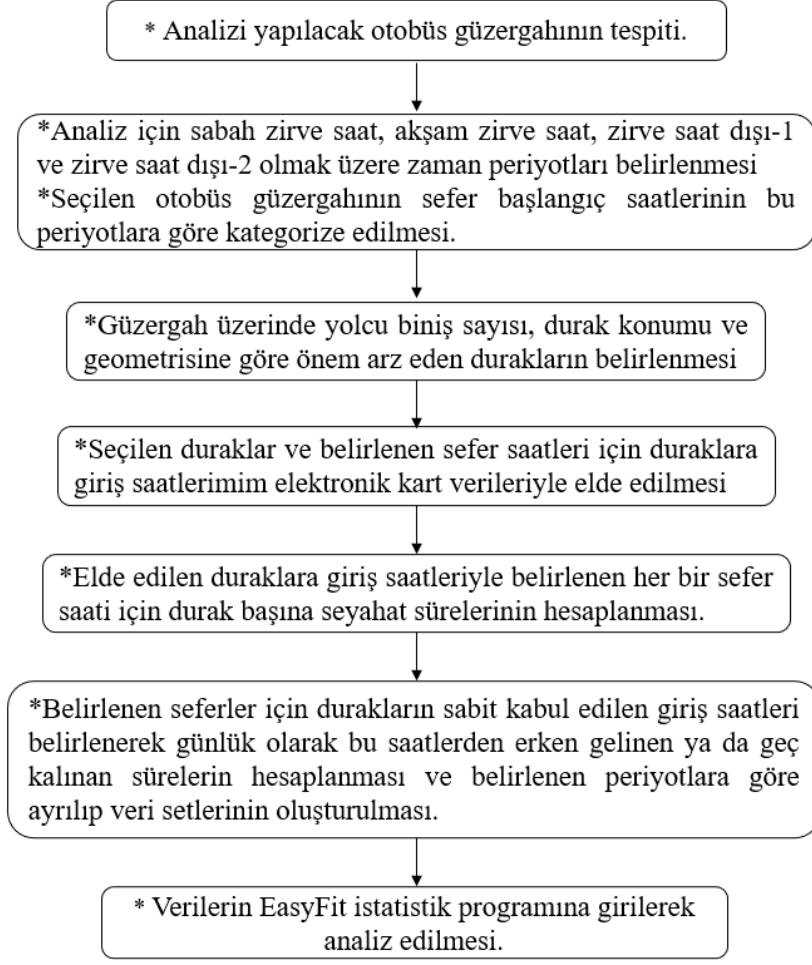 * Analizi yapılacak otobüs güzergahının tespiti.
*Analiz için sabah zirve saat, akşam zirve saat, zirve saat dışı-1
ve zirve saat dışı-2 olmak üzere zaman periyotları belirlenmesi
*Seçilen otobüs güzergahının sefer başlangıç saatlerinin bu
periyotlara göre kategorize edilmesi.
*Güzergah üzerinde yolcu biniş sayısı, durak konumu ve
geometrisine göre önem arz eden durakların belirlenmesi
*Seçilen duraklar ve belirlenen sefer saatleri için duraklara
giriş saatlerimim elektronik kart verileriyle elde edilmesi
*Elde edilen duraklara giriş saatleriyle belirlenen her bir sefer
saati için durak başına seyahat sürelerinin hesaplanması.
*Belirlenen seferler için durakların sabit kabul edilen giriş saatleri
belirlenerek günlük olarak bu saatlerden erken gelinen ya da geç
kalınan sürelerin hesaplanması ve belirlenen periyotlara göre
ayrılıp veri setlerinin oluşturulması.
* Verilerin EasyFit istatistik programına girilerek
analiz edilmesi.